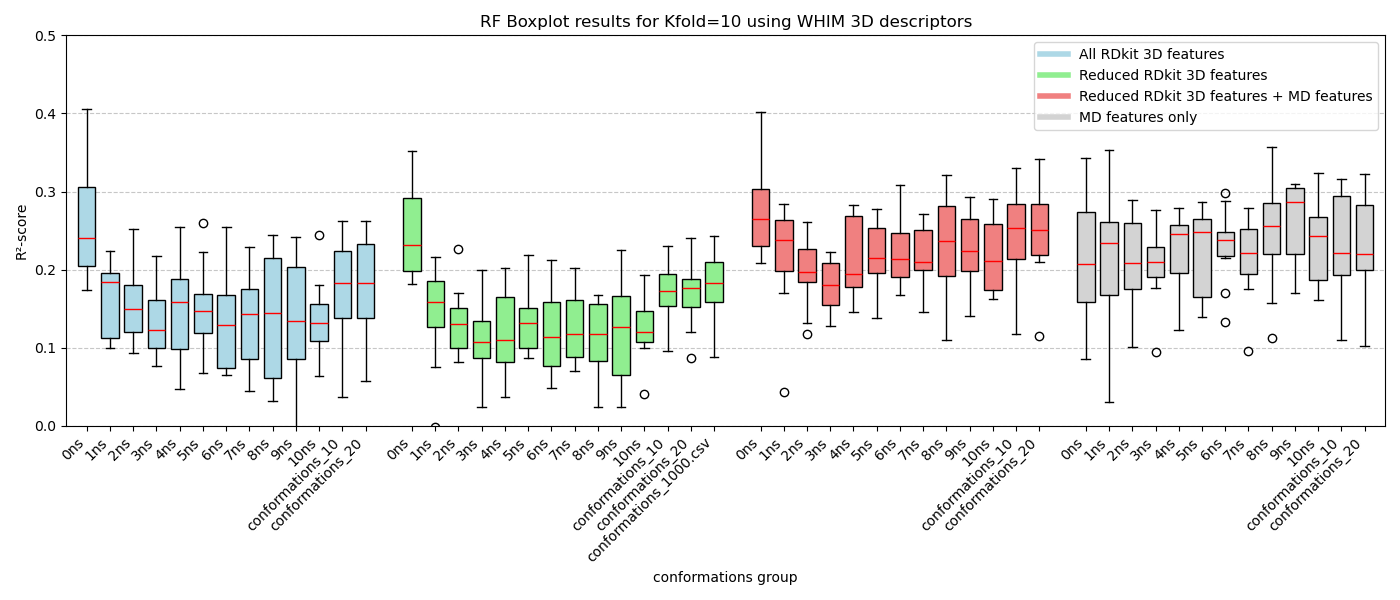 RF Boxplot results for Kfold=10 using WHIM 3D descriptors
R²-score
0.5
0.4
0.3
0.2
0.1
0.0
All RDkit 3D features
Reduced RDkit 3D features
Reduced RDkit 3D features + MD features
MD features only
0ns
1ns
2ns
3ns
4ns
5ns
6ns
7ns
8ns
9ns
10ns
conformations_10
conformations_20
0ns
1ns
2ns
3ns
4ns
5ns
6ns
7ns
8ns
9ns
10ns
conformations_10
conformations_20
conformations_1000.csv
0ns
1ns
2ns
3ns
4ns
5ns
6ns
7ns
8ns
9ns
10ns
conformations_10
conformations_20
0ns
1ns
2ns
3ns
4ns
5ns
6ns
7ns
8ns
9ns
10ns
conformations_10
conformations_20
conformations group